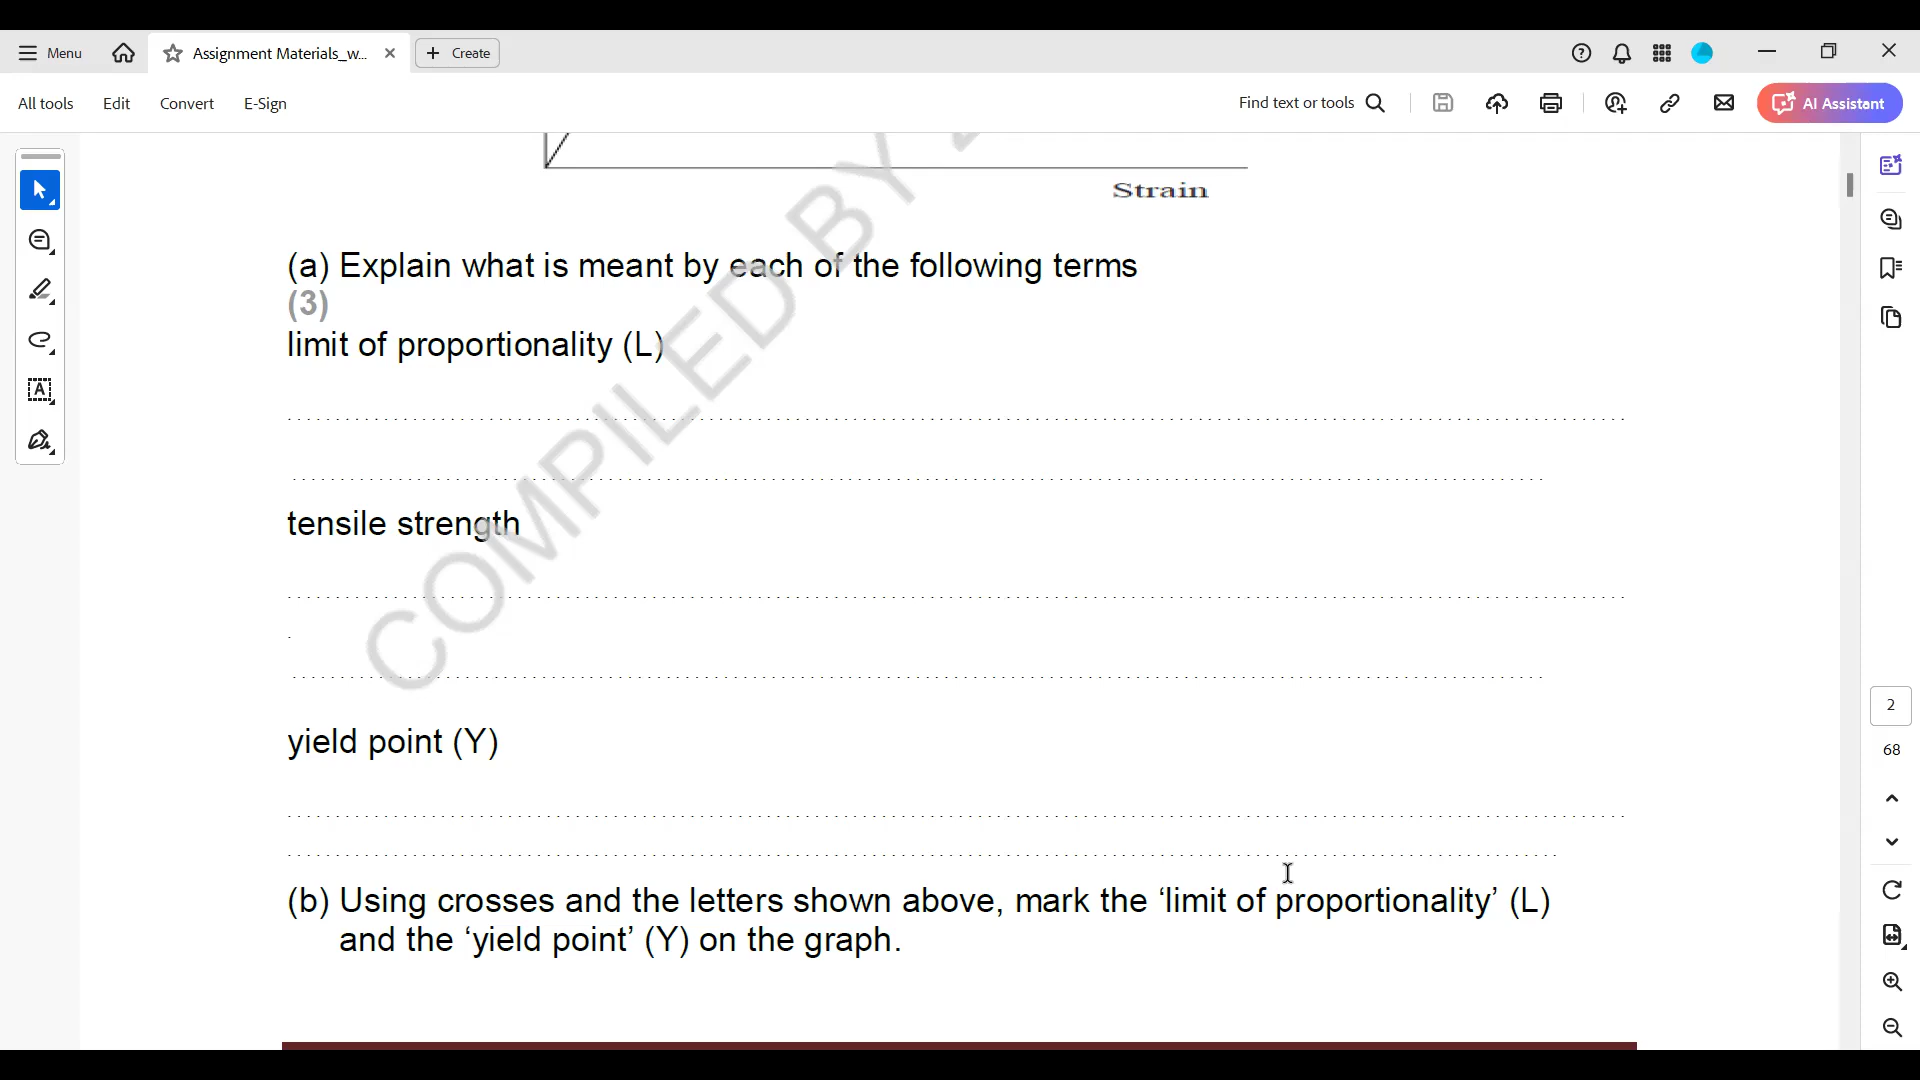 Menu
Assignment Materials_w...
Create
All tools
Edit
Convert
E-Sign
Find text or tools
AI Assistant
Strain
(a) Explain what is meant by each of the following terms
(3)
limit of proportionality (L)
tensile strength
yield point (Y)
(b) Using crosses and the letters shown above, mark the ‘limit of proportionality’ (L)
and the ‘yield point’ (Y) on the graph.
COMPILED BY
2
68